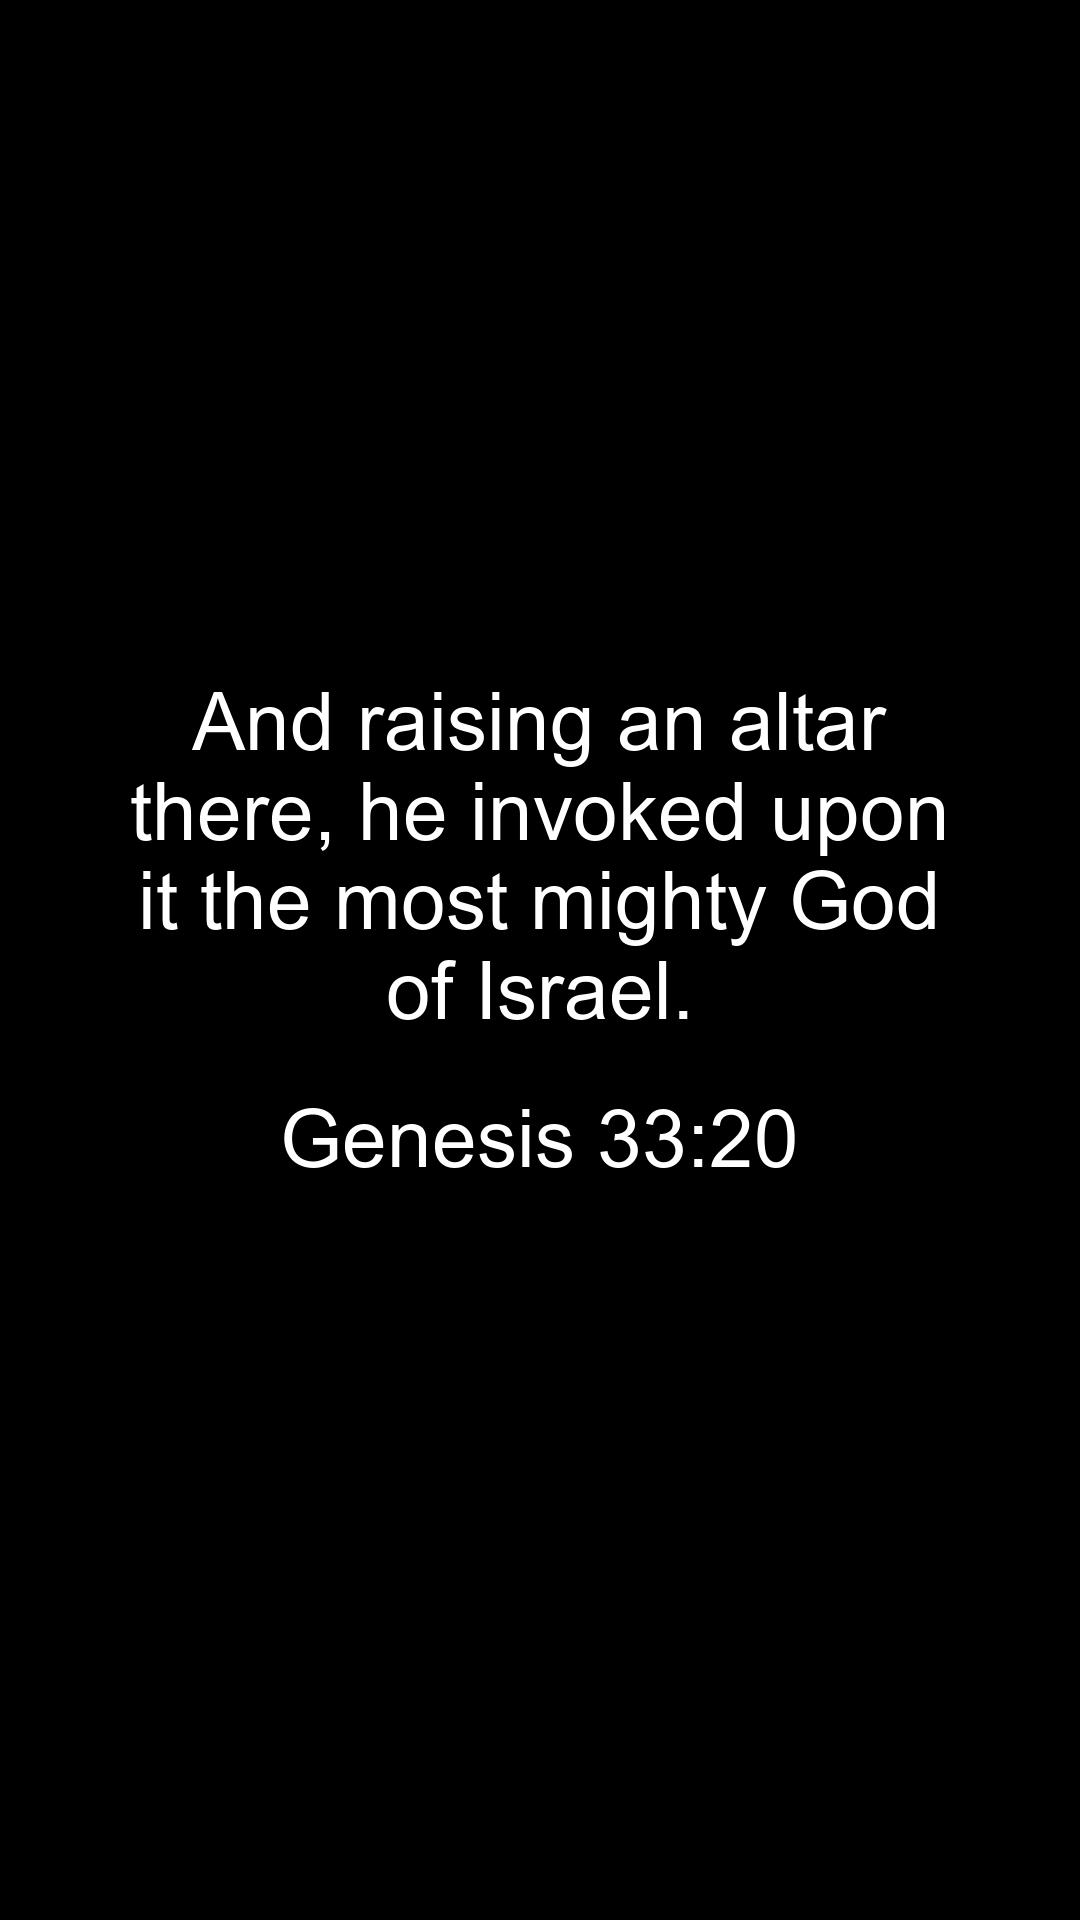 And raising an altar
there, he invoked upon
it the most mighty God
of Israel.
Genesis 33:20